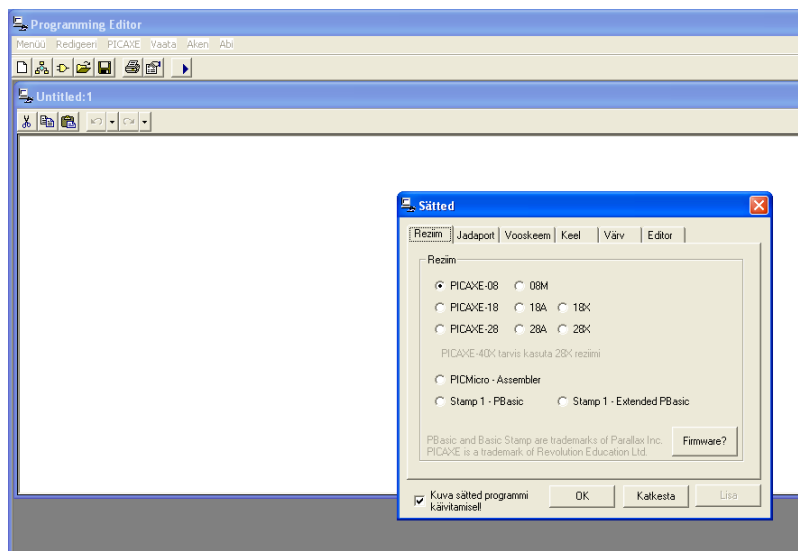 Programming Editor
Menüü Redigeeri PICAXE Vaata Aken Abi
Untitled:1
Sätted
Reziim Jadaport Vooskeem Keel Värv Editor
Reziim
PICAXE-08 08M
PICAXE-18 18A 18X
PICAXE-28 28A 28X
PICAXE-40X tarvis kasuta 28X reziimi
PICMicro - Assembler
Stamp 1 - PBasic Stamp 1 - Extended PBasic
PBasic and Basic Stamp are trademarks of Parallax Inc.
PICAXE is a trademark of Revolution Education Ltd.
Firmware?
Kuva sätted programmi
käivitamisel!
OK Katkesta Lisa